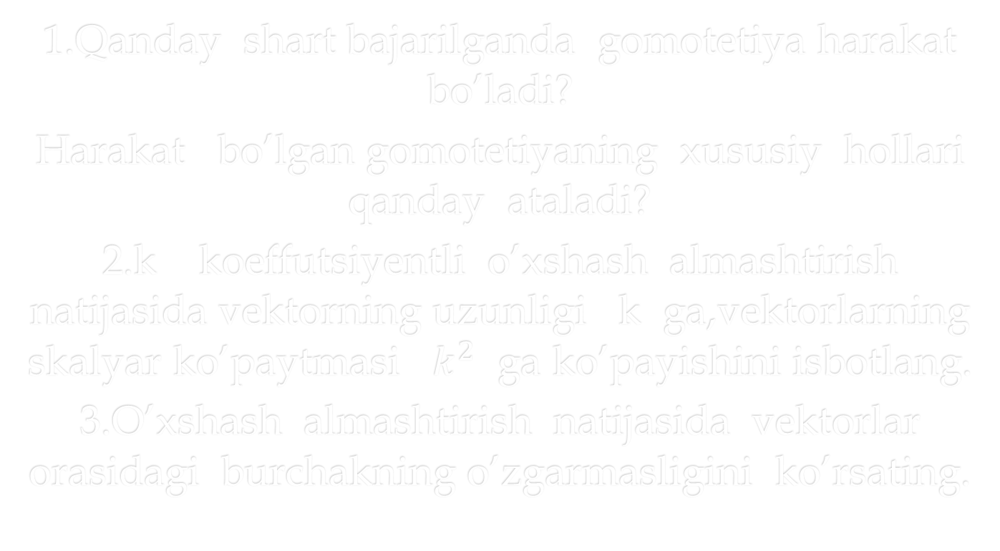 1.Qanday shart bajarilganda gomotetiya harakat
bo’ladi?
Harakat bo’lgan gomotetiyaning xususiy hollari
qanday ataladi?
2.k koeffutsiyentli o’xshash almashtirish
natijasida vektorning uzunligi k ga,vektorlarning
skalyar ko’paytmasi k² ga ko’payishini isbotlang.
3.O’xshash almashtirish natijasida vektorlar
orasidagi burchakning o’zgarmasligini ko’rsating.